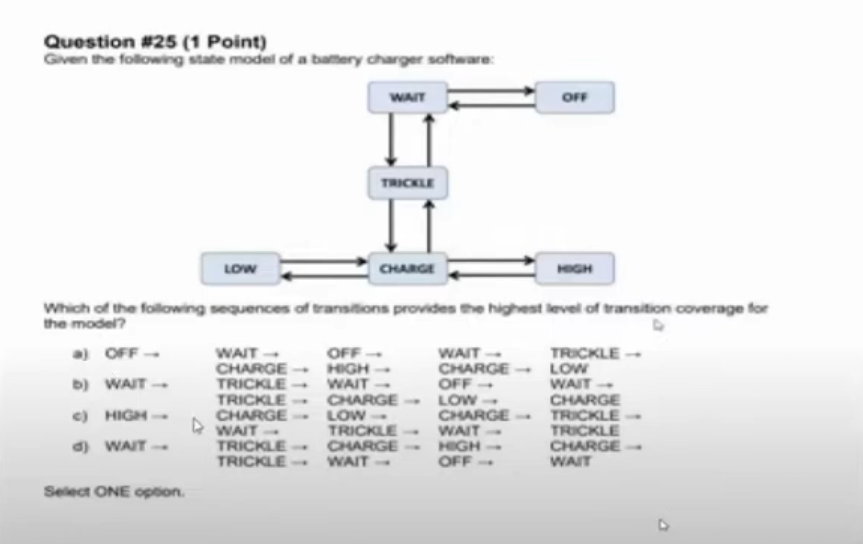 Question #25 (1 Point)
Given the following state model of a battery charger software:
WAIT OFF
TRICKLE
LOW CHARGE HIGH
Which of the following sequences of transitions provides the highest level of transition coverage for
the model?
a) OFF → WAIT → OFF → WAIT → TRICKLE →
CHARGE → HIGH → CHARGE → LOW
b) WAIT → TRICKLE → WAIT → OFF → WAIT →
TRICKLE → CHARGE → LOW → CHARGE
c) HIGH → CHARGE → LOW → CHARGE → TRICKLE →
WAIT → TRICKLE → WAIT → TRICKLE
d) WAIT → TRICKLE → CHARGE → HIGH → CHARGE →
TRICKLE → WAIT → OFF → WAIT
Select ONE option.